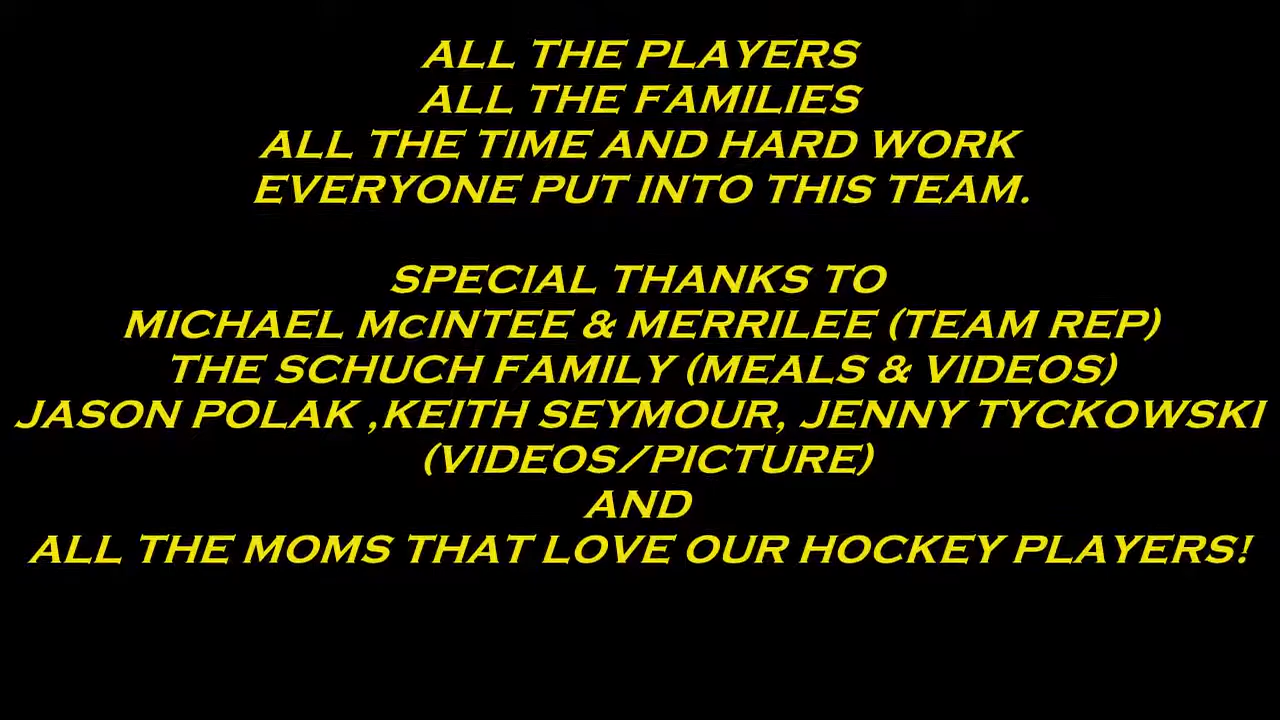 ALL THE PLAYERS
ALL THE FAMILIES
ALL THE TIME AND HARD WORK
EVERYONE PUT INTO THIS TEAM.
SPECIAL THANKS TO
MICHAEL McINTEE & MERRILEE (TEAM REP)
THE SCHUCH FAMILY (MEALS & VIDEOS)
JASON POLAK ,KEITH SEYMOUR, JENNY TYCKOWSKI
(VIDEOS/PICTURE)
AND
ALL THE MOMS THAT LOVE OUR HOCKEY PLAYERS!